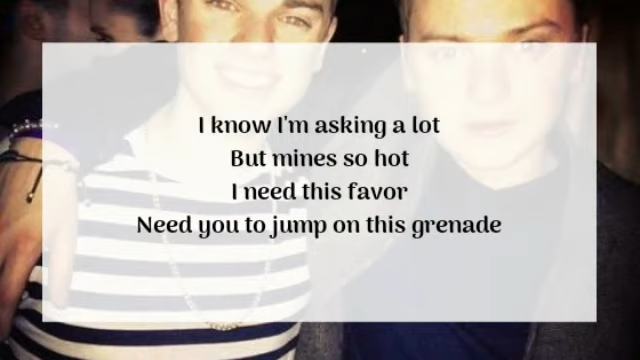 I know I'm asking a lot
But mines so hot
I need this favor
Need you to jump on this grenade